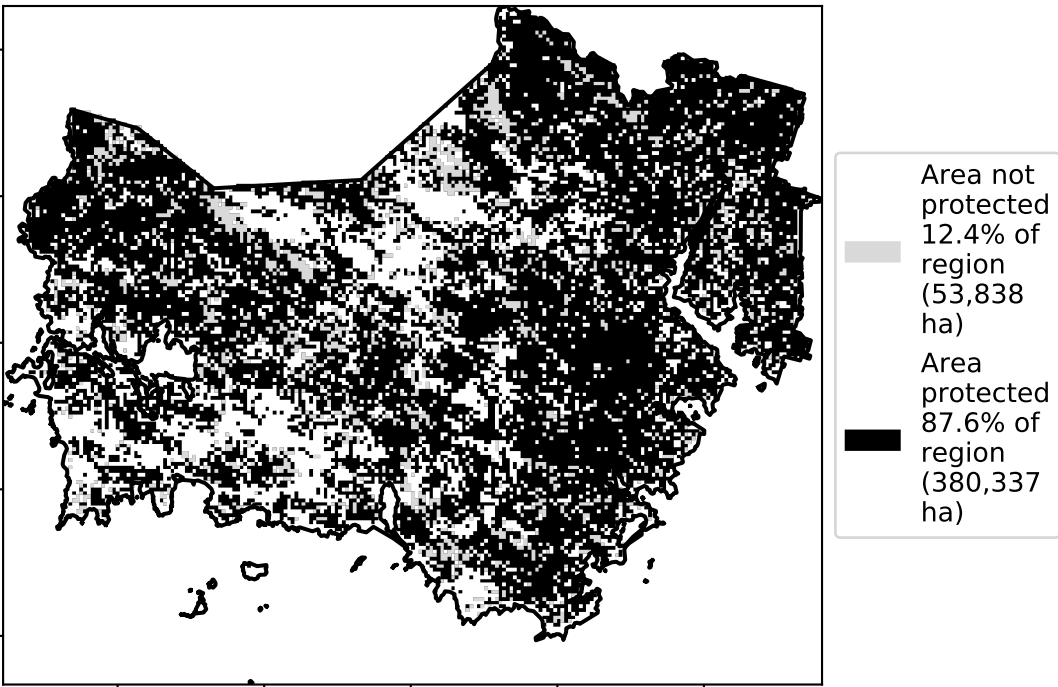 Area not
protected
12.4% of
region
(53,838
ha)
Area
protected
87.6% of
region
(380,337
ha)